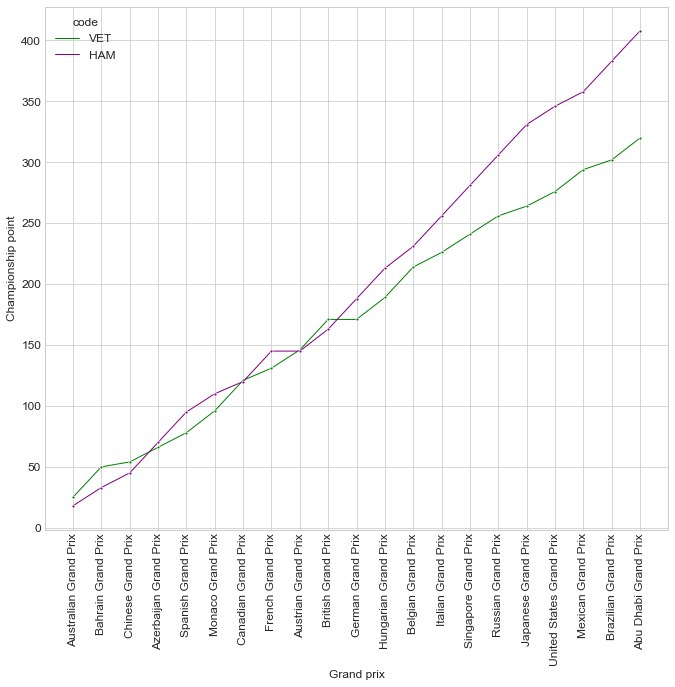 code
VET
HAM
400
350
300
250
200
150
100
50
0
Championship point
Australian Grand Prix
Bahrain Grand Prix
Chinese Grand Prix
Azerbaijan Grand Prix
Spanish Grand Prix
Monaco Grand Prix
Canadian Grand Prix
French Grand Prix
Austrian Grand Prix
British Grand Prix
German Grand Prix
Hungarian Grand Prix
Belgian Grand Prix
Italian Grand Prix
Singapore Grand Prix
Russian Grand Prix
Japanese Grand Prix
United States Grand Prix
Mexican Grand Prix
Brazilian Grand Prix
Abu Dhabi Grand Prix
Grand prix